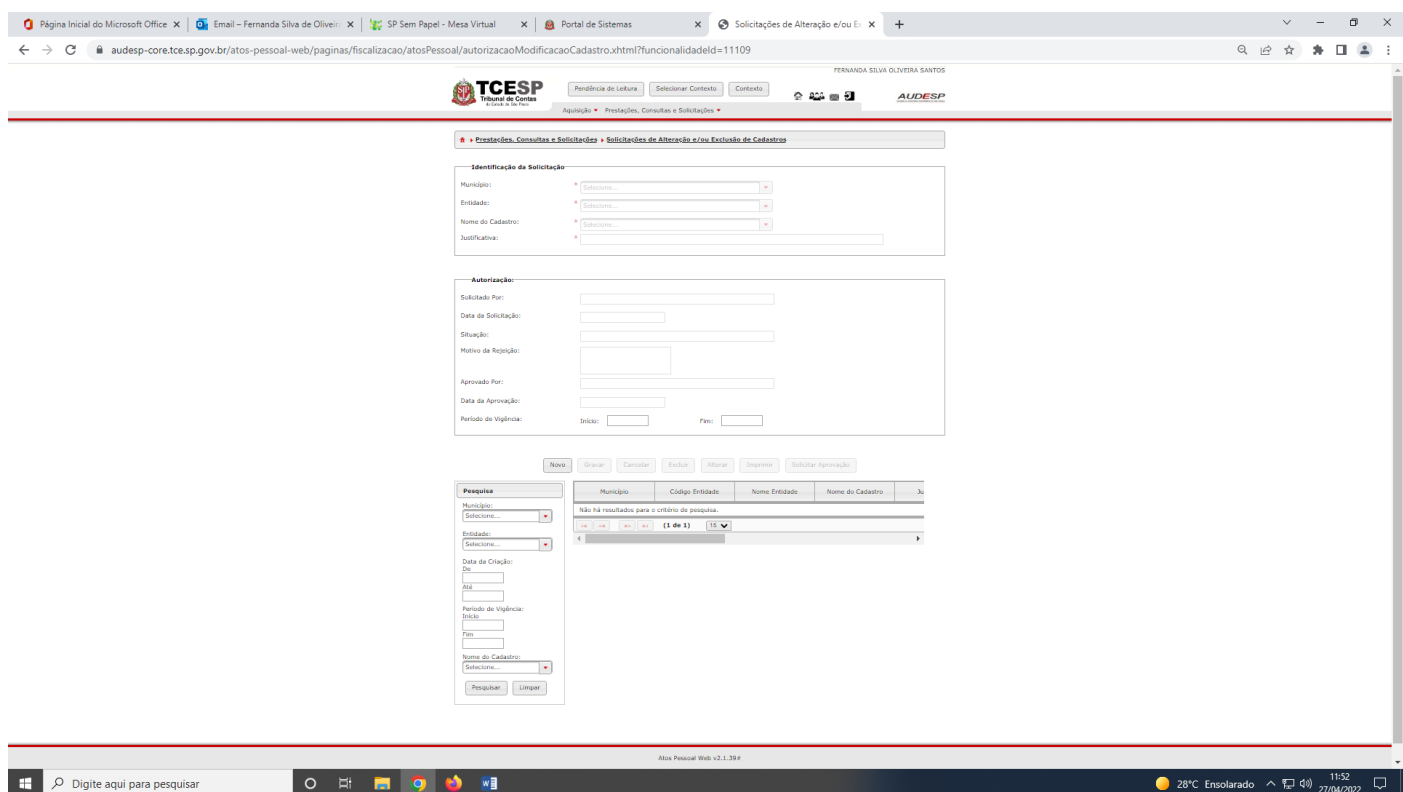 Página Inicial do Microsoft Office
Email – Fernanda Silva de Oliveir
SP Sem Papel - Mesa Virtual
Portal de Sistemas
Solicitações de Alteração e/ou Ex
audesp-core.tce.sp.gov.br/atos-pessoal-web/paginas/fiscalizacao/atosPessoal/autorizacaoModificacaoCadastro.xhtml?funcionalidadeId=11109
FERNANDA SILVA OLIVEIRA SANTOS
TCESP
Tribunal de Contas
do Estado de São Paulo
Pendência de Leitura
Selecionar Contexto
Contexto
AUDESP
Aquisição
Prestações, Consultas e Solicitações
Prestações, Consultas e Solicitações
Solicitações de Alteração e/ou Exclusão de Cadastros
Identificação da Solicitação
Município: * Selecione...
Entidade: * Selecione...
Nome do Cadastro: * Selecione...
Justificativa: *
Autorização:
Solicitado Por:
Data da Solicitação:
Situação:
Motivo da Rejeição:
Aprovado Por:
Data da Aprovação:
Período de Vigência: Início: Fim:
Novo Gravar Cancelar Excluir Alterar Imprimir Solicitar Aprovação
Pesquisa
Município:
Selecione...
Entidade:
Selecione...
Data da Criação:
De
Até
Período de Vigência:
Início
Fim
Nome do Cadastro:
Selecione...
Pesquisar Limpar
Município Código Entidade Nome Entidade Nome do Cadastro Ju
Não há resultados para o critério de pesquisa.
(1 de 1) 15
Atos Pessoal Web v2.1.39#
Digite aqui para pesquisar
28°C Ensolarado
11:52
27/04/2022